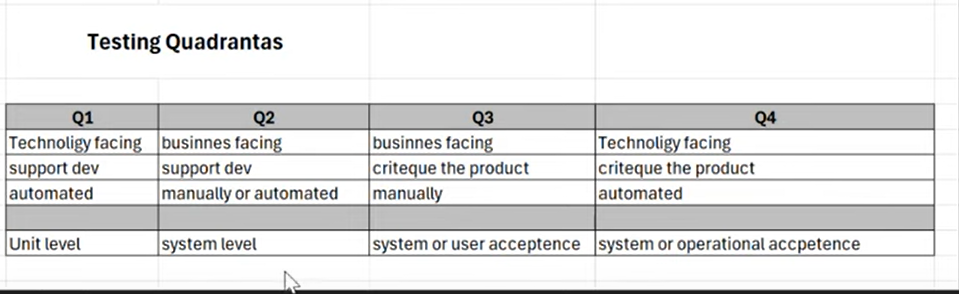 Testing Quadrantas
Q1 Q2 Q3 Q4
Technoligy facing businnes facing businnes facing Technoligy facing
support dev support dev criteque the product criteque the product
automated manually or automated manually automated
Unit level system level system or user acceptence system or operational accpetence